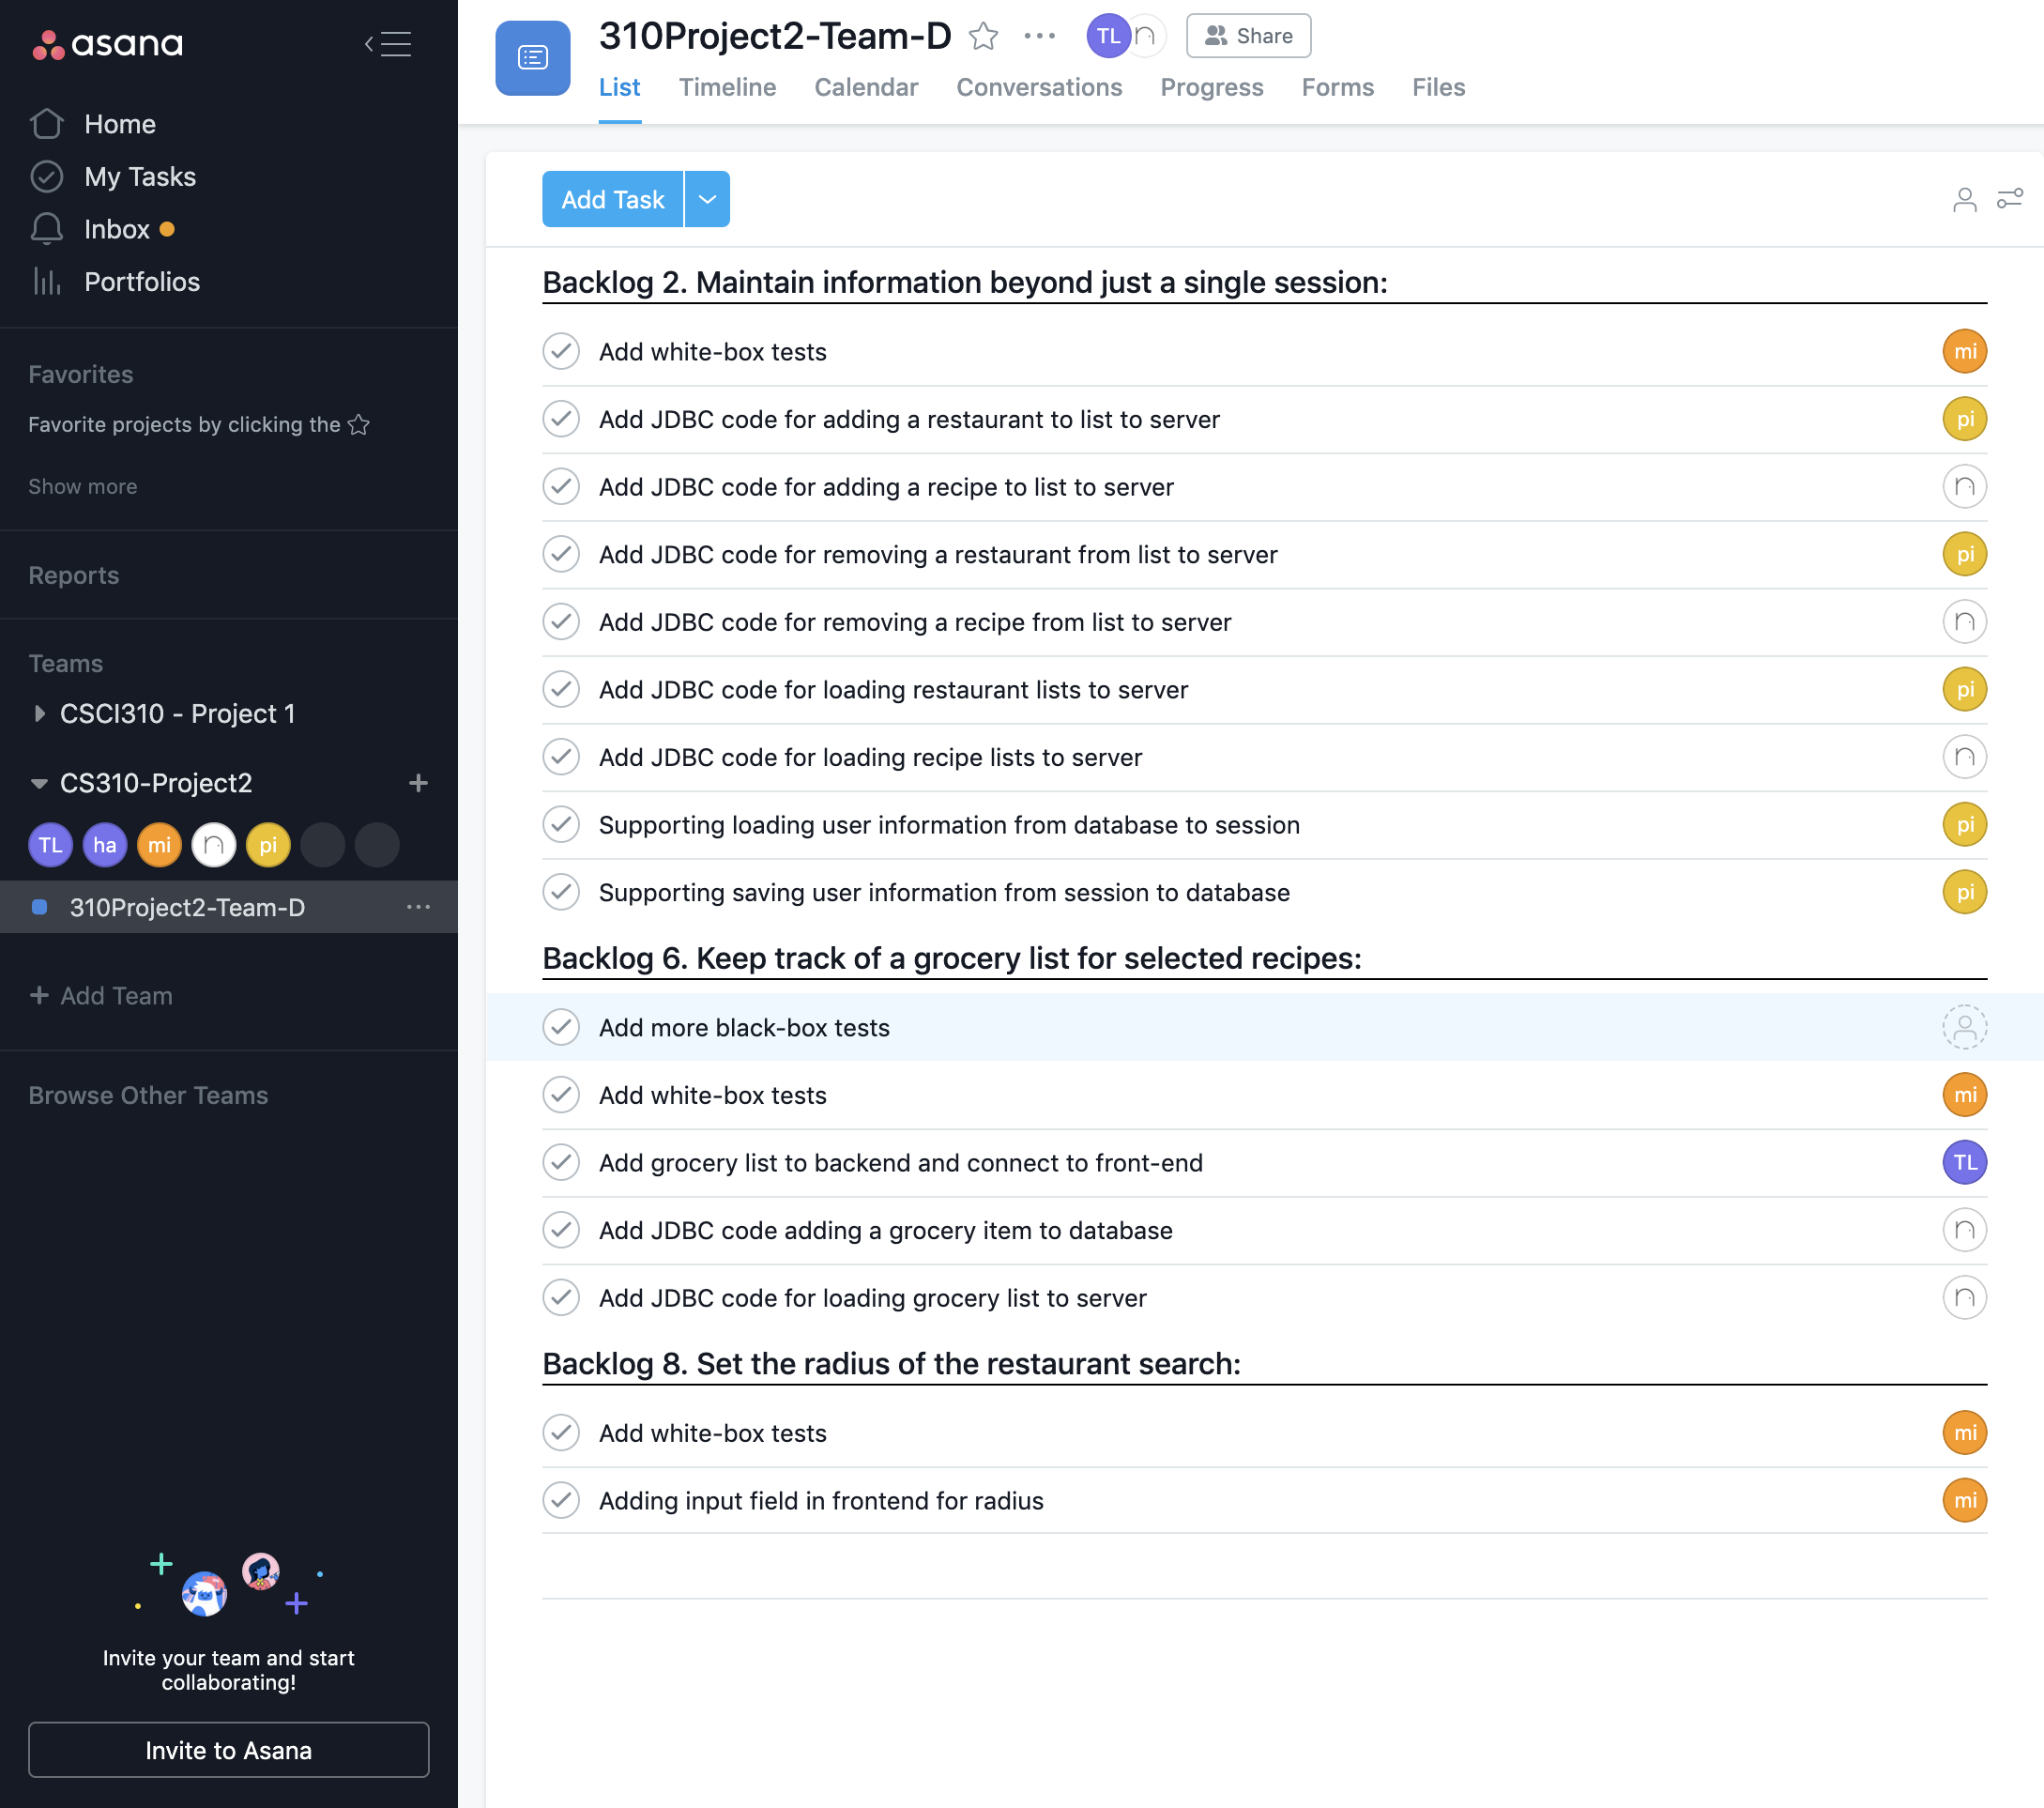 asana
Home
My Tasks
Inbox
Portfolios
Favorites
Favorite projects by clicking the
Show more
Reports
Teams
CSCI310 - Project 1
CS310-Project2
TL ha mi n pi
310Project2-Team-D
Add Team
Browse Other Teams
Invite your team and start
collaborating!
Invite to Asana
310Project2-Team-D
TL n
Share
List Timeline Calendar Conversations Progress Forms Files
Add Task
Backlog 2. Maintain information beyond just a single session:
Add white-box tests mi
Add JDBC code for adding a restaurant to list to server pi
Add JDBC code for adding a recipe to list to server n
Add JDBC code for removing a restaurant from list to server pi
Add JDBC code for removing a recipe from list to server n
Add JDBC code for loading restaurant lists to server pi
Add JDBC code for loading recipe lists to server n
Supporting loading user information from database to session pi
Supporting saving user information from session to database pi
Backlog 6. Keep track of a grocery list for selected recipes:
Add more black-box tests
Add white-box tests mi
Add grocery list to backend and connect to front-end TL
Add JDBC code adding a grocery item to database n
Add JDBC code for loading grocery list to server n
Backlog 8. Set the radius of the restaurant search:
Add white-box tests mi
Adding input field in frontend for radius mi